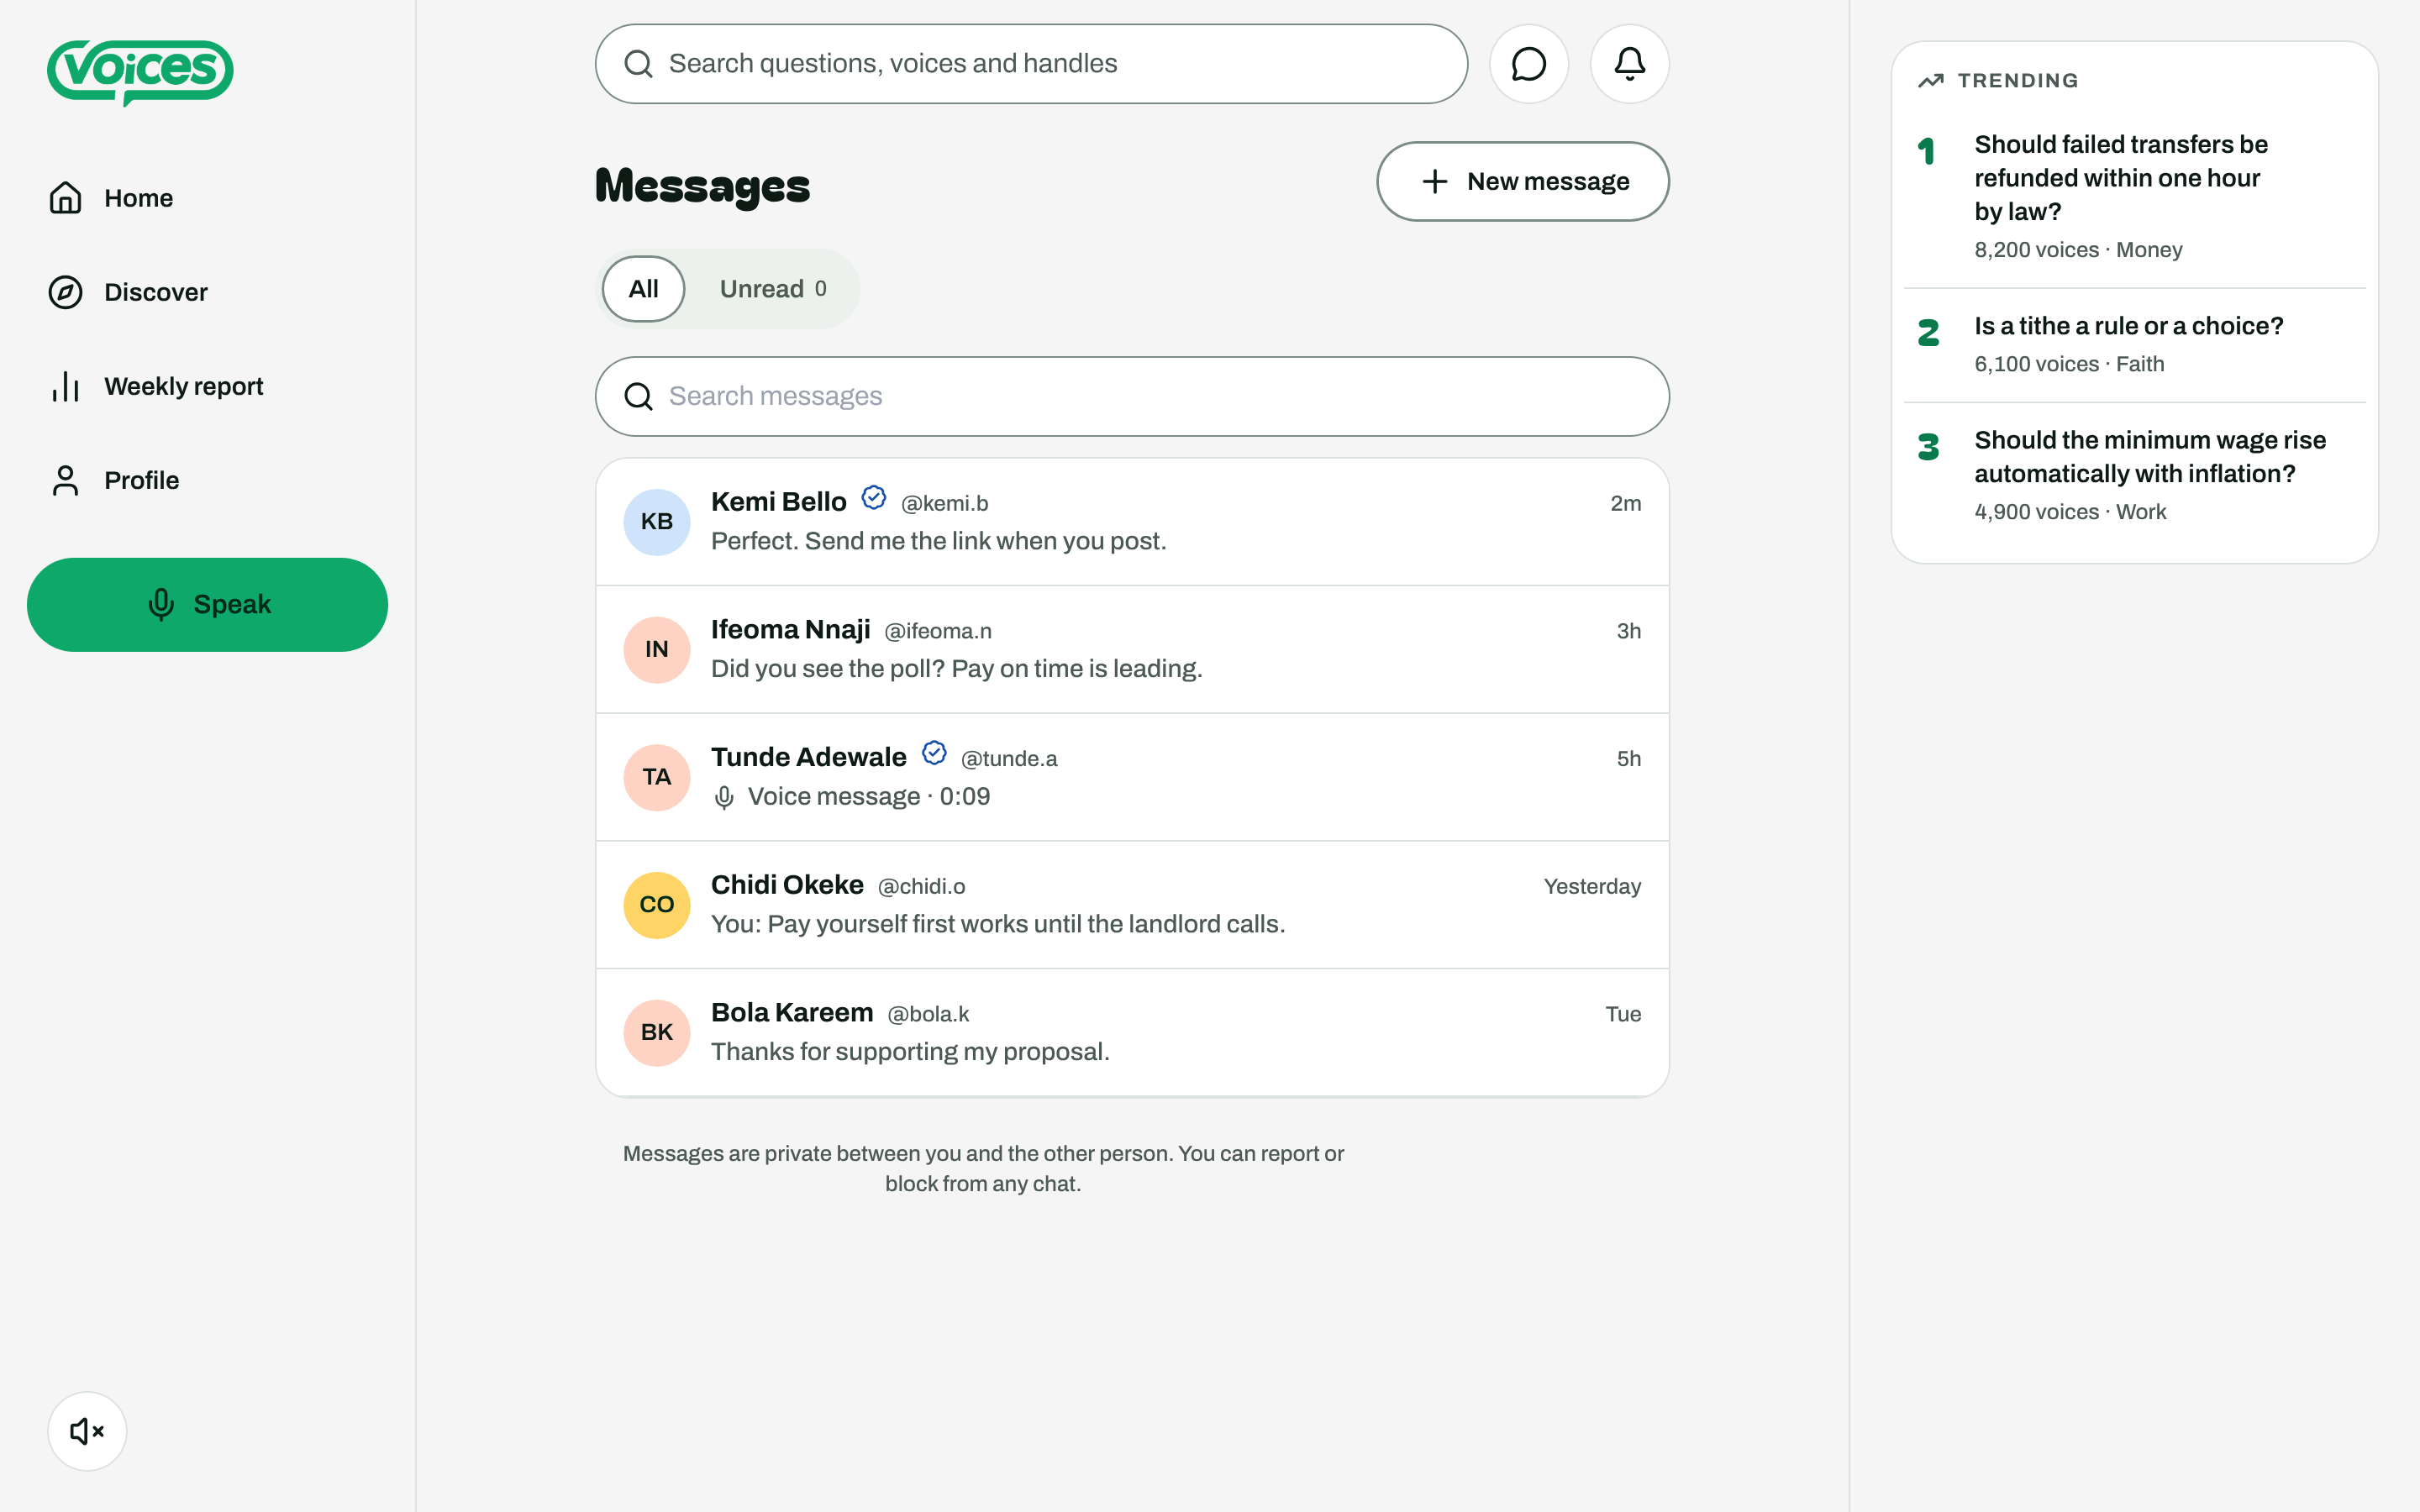 Voices
Home
Discover
Weekly report
Profile
Speak
Search questions, voices and handles
Messages
New message
All
Unread 0
Search messages
KB
Kemi Bello @kemi.b 2m
Perfect. Send me the link when you post.
IN
Ifeoma Nnaji @ifeoma.n 3h
Did you see the poll? Pay on time is leading.
TA
Tunde Adewale @tunde.a 5h
Voice message · 0:09
CO
Chidi Okeke @chidi.o Yesterday
You: Pay yourself first works until the landlord calls.
BK
Bola Kareem @bola.k Tue
Thanks for supporting my proposal.
Messages are private between you and the other person. You can report or
block from any chat.
TRENDING
1
Should failed transfers be
refunded within one hour
by law?
8,200 voices · Money
2
Is a tithe a rule or a choice?
6,100 voices · Faith
3
Should the minimum wage rise
automatically with inflation?
4,900 voices · Work